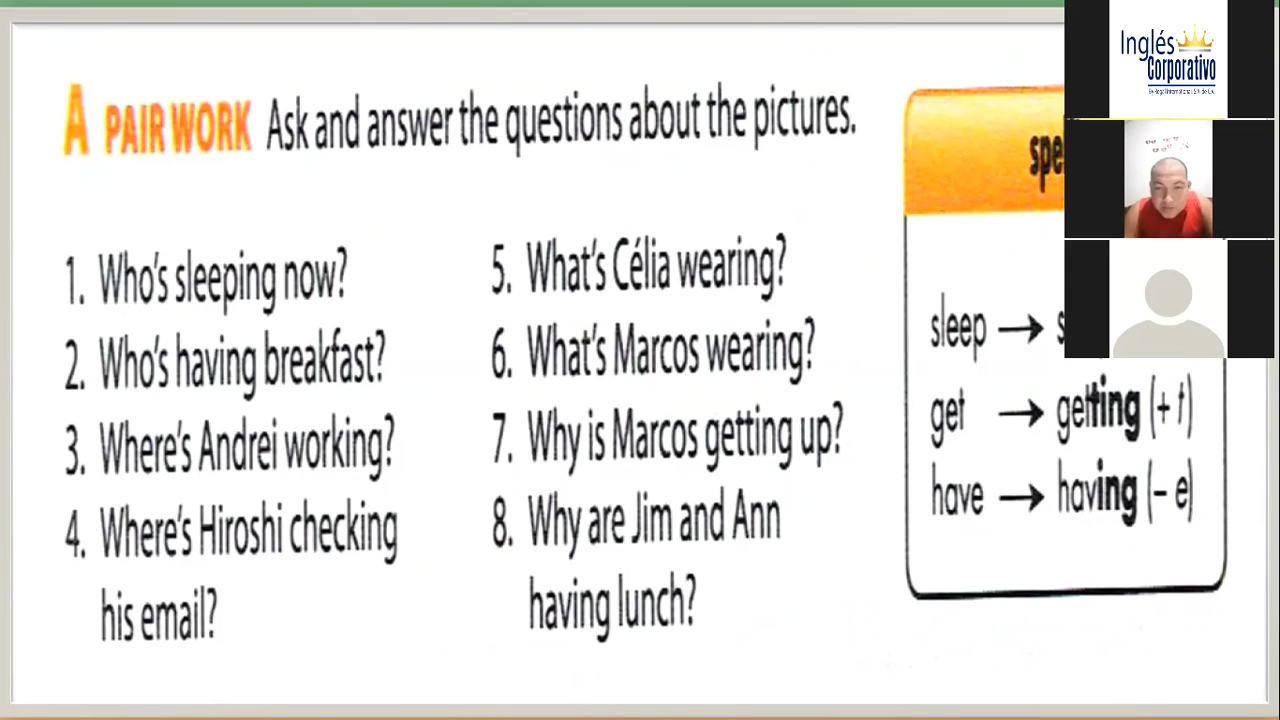 A PAIR WORK Ask and answer the questions about the pictures.
1. Who's sleeping now?
2. Who's having breakfast?
3. Where's Andrei working?
4. Where's Hiroshi checking
his email?
5. What's Célia wearing?
6. What's Marcos wearing?
7. Why is Marcos getting up?
8. Why are Jim and Ann
having lunch?
sleep →
get → getting (+ t)
have → having (– e)
Inglés
Corporativo